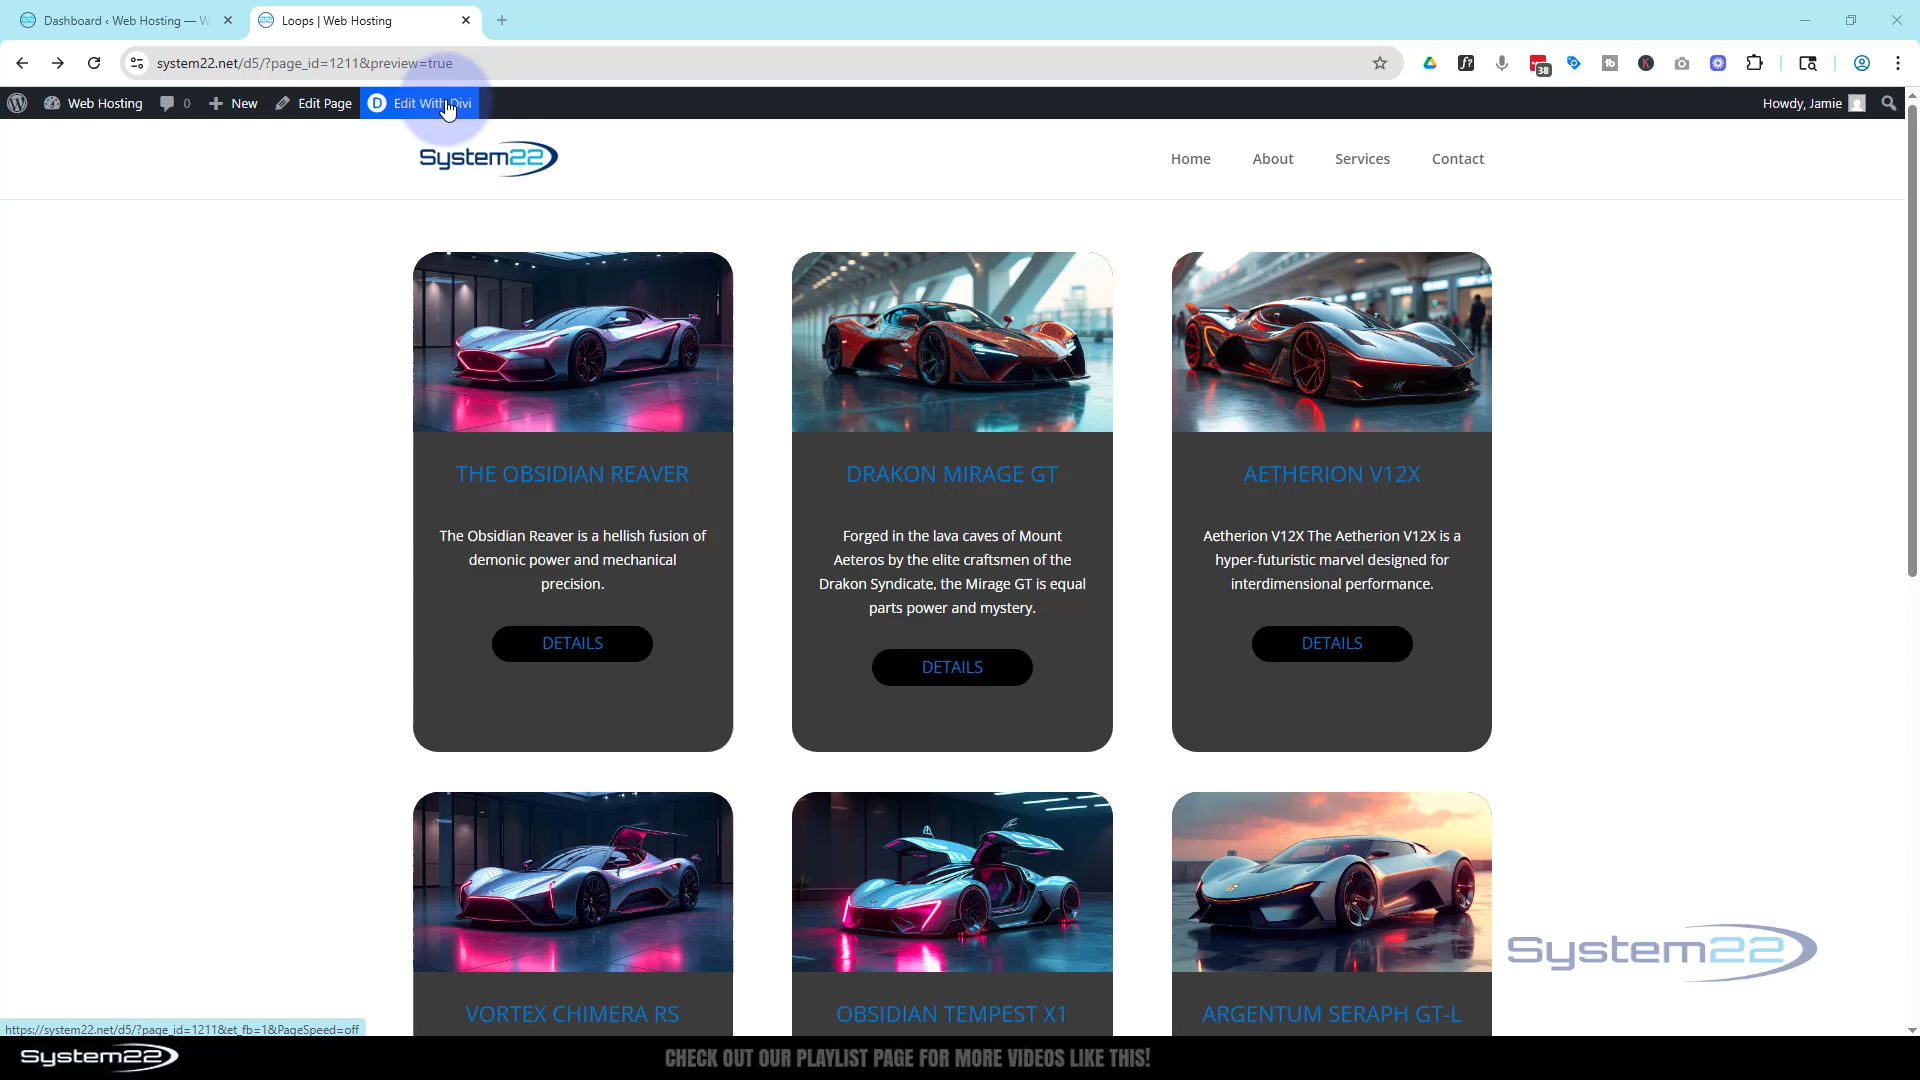 Dashboard ‹ Web Hosting — W
Loops | Web Hosting
system22.net/d5/?page_id=1211&preview=true
38
Web Hosting
0
New
Edit Page
D
Edit With Divi
Howdy, Jamie
System22
Home
About
Services
Contact
THE OBSIDIAN REAVER
The Obsidian Reaver is a hellish fusion of
demonic power and mechanical
precision.
DETAILS
DRAKON MIRAGE GT
Forged in the lava caves of Mount
Aeteros by the elite craftsmen of the
Drakon Syndicate, the Mirage GT is equal
parts power and mystery.
DETAILS
AETHERION V12X
Aetherion V12X The Aetherion V12X is a
hyper-futuristic marvel designed for
interdimensional performance.
DETAILS
VORTEX CHIMERA RS
OBSIDIAN TEMPEST X1
ARGENTUM SERAPH GT-L
System22
https://system22.net/d5/?page_id=1211&et_fb=1&PageSpeed=off
System22
CHECK OUT OUR PLAYLIST PAGE FOR MORE VIDEOS LIKE THIS!